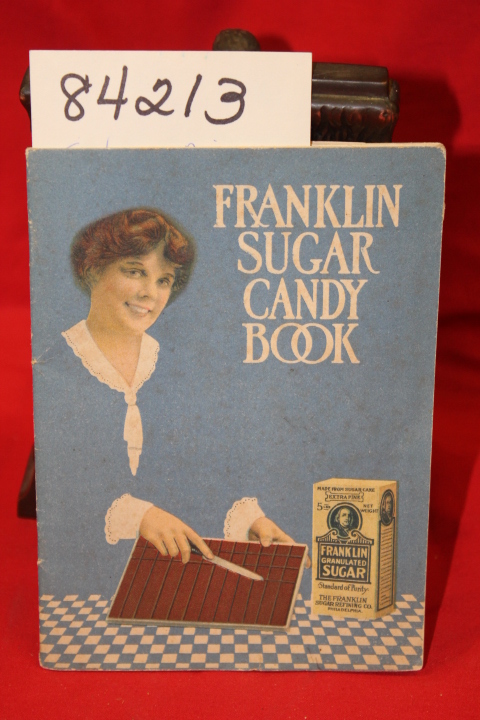 84213
FRANKLIN
SUGAR
CANDY
BOOK
MADE FROM SUGAR CANE
EXTRA FINE
5 LBS. NET
WEIGHT
FRANKLIN
GRANULATED
SUGAR
Standard of Purity
THE FRANKLIN
SUGAR REFINING CO.
PHILADELPHIA